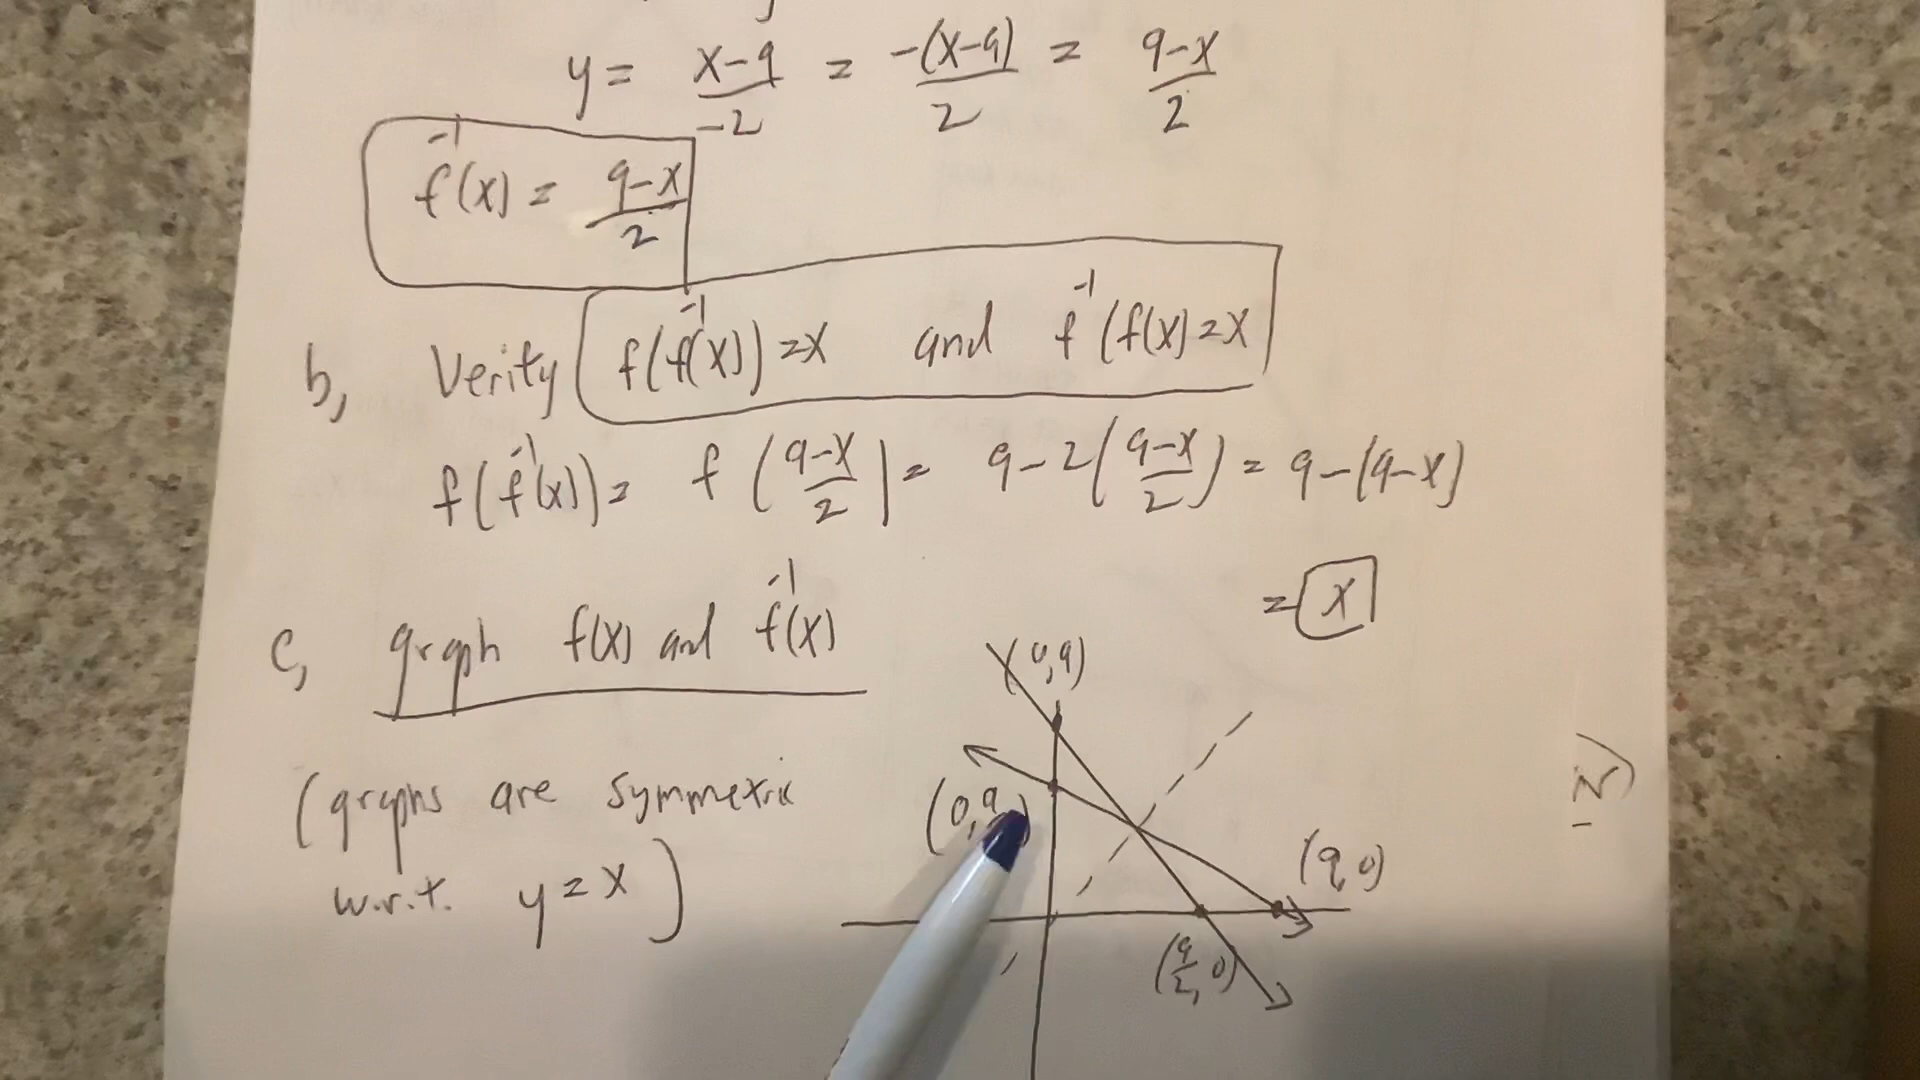 y = x-9/-2 = -(x-9)/2 = 9-x/2
f⁻¹(x) = 9-x/2
b, Verify f(f⁻¹(x)) = x and f⁻¹(f(x) = x
f(f⁻¹(x)) = f(9-x/2) = 9-2(9-x/2) = 9-(9-x)
= x
c, graph f(x) and f⁻¹(x)
(0,9)
(graphs are symmetric
w.r.t. y = x)
(0,9
(9,0)
(9/2, 0)